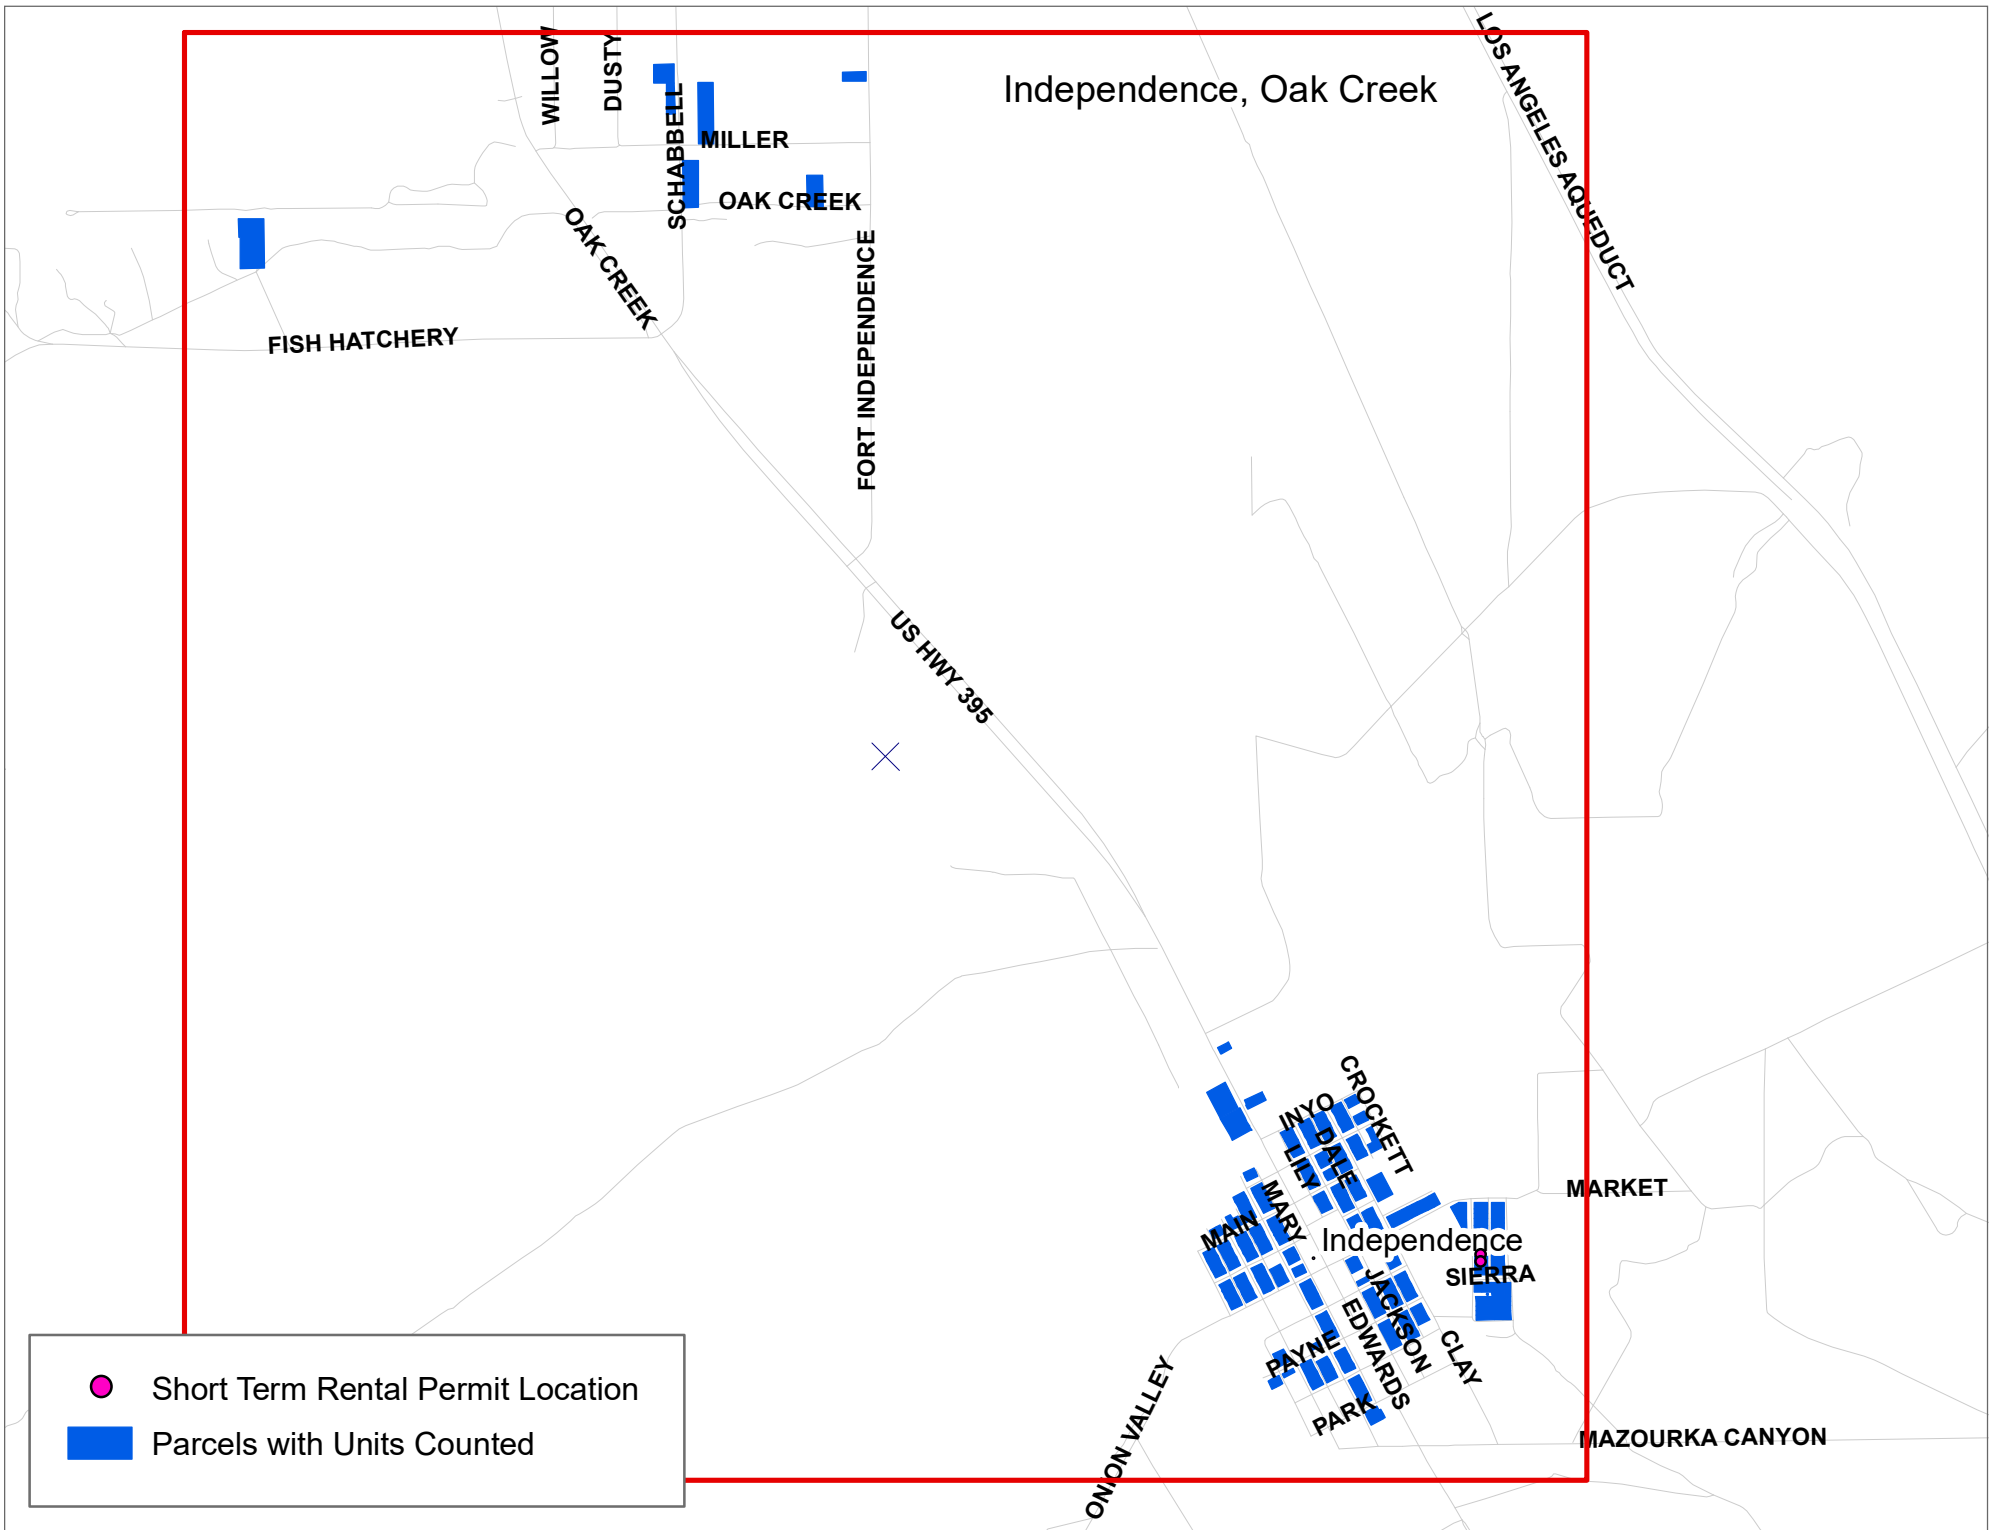 WILLOW
DUSTY
SCHABBELL
MILLER
OAK CREEK
Independence, Oak Creek
LOS ANGELES AQUEDUCT
OAK CREEK
FORT INDEPENDENCE
FISH HATCHERY
US HWY 395
CROCKETT
INYO
DALE
LILY
MARY
MAIN
MARKET
Independence
SIERRA
JACKSON
EDWARDS
CLAY
PAYNE
PARK
ONION VALLEY
MAZOURKA CANYON
Short Term Rental Permit Location
Parcels with Units Counted